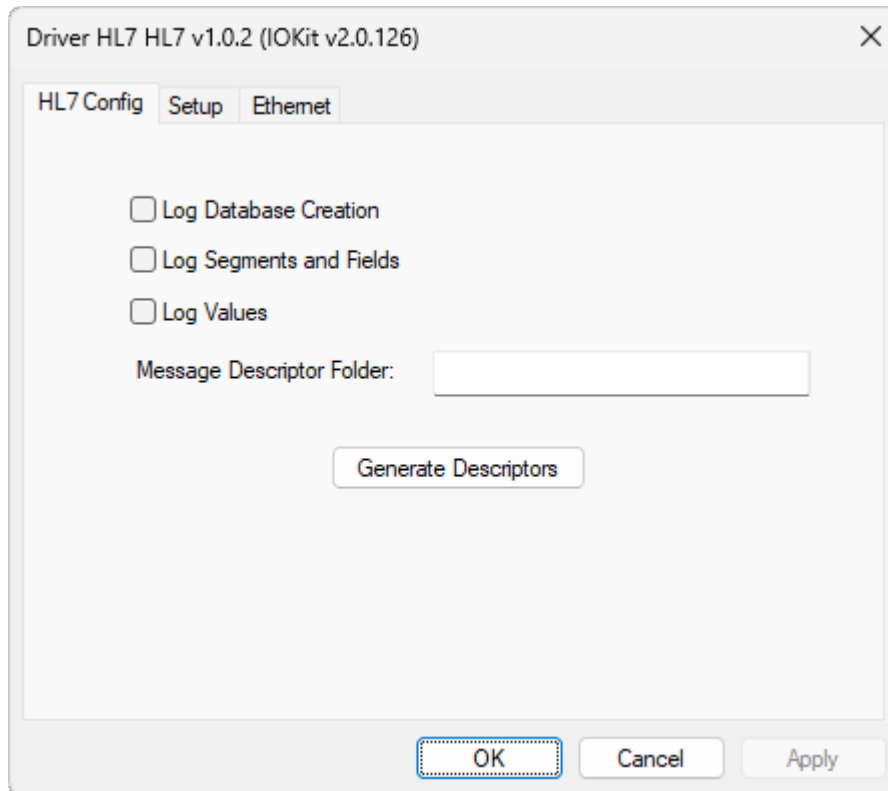 Driver HL7 HL7 v1.0.2 (IOKit v2.0.126)
HL7 Config Setup Ethernet
Log Database Creation
Log Segments and Fields
Log Values
Message Descriptor Folder:
Generate Descriptors
OK Cancel Apply